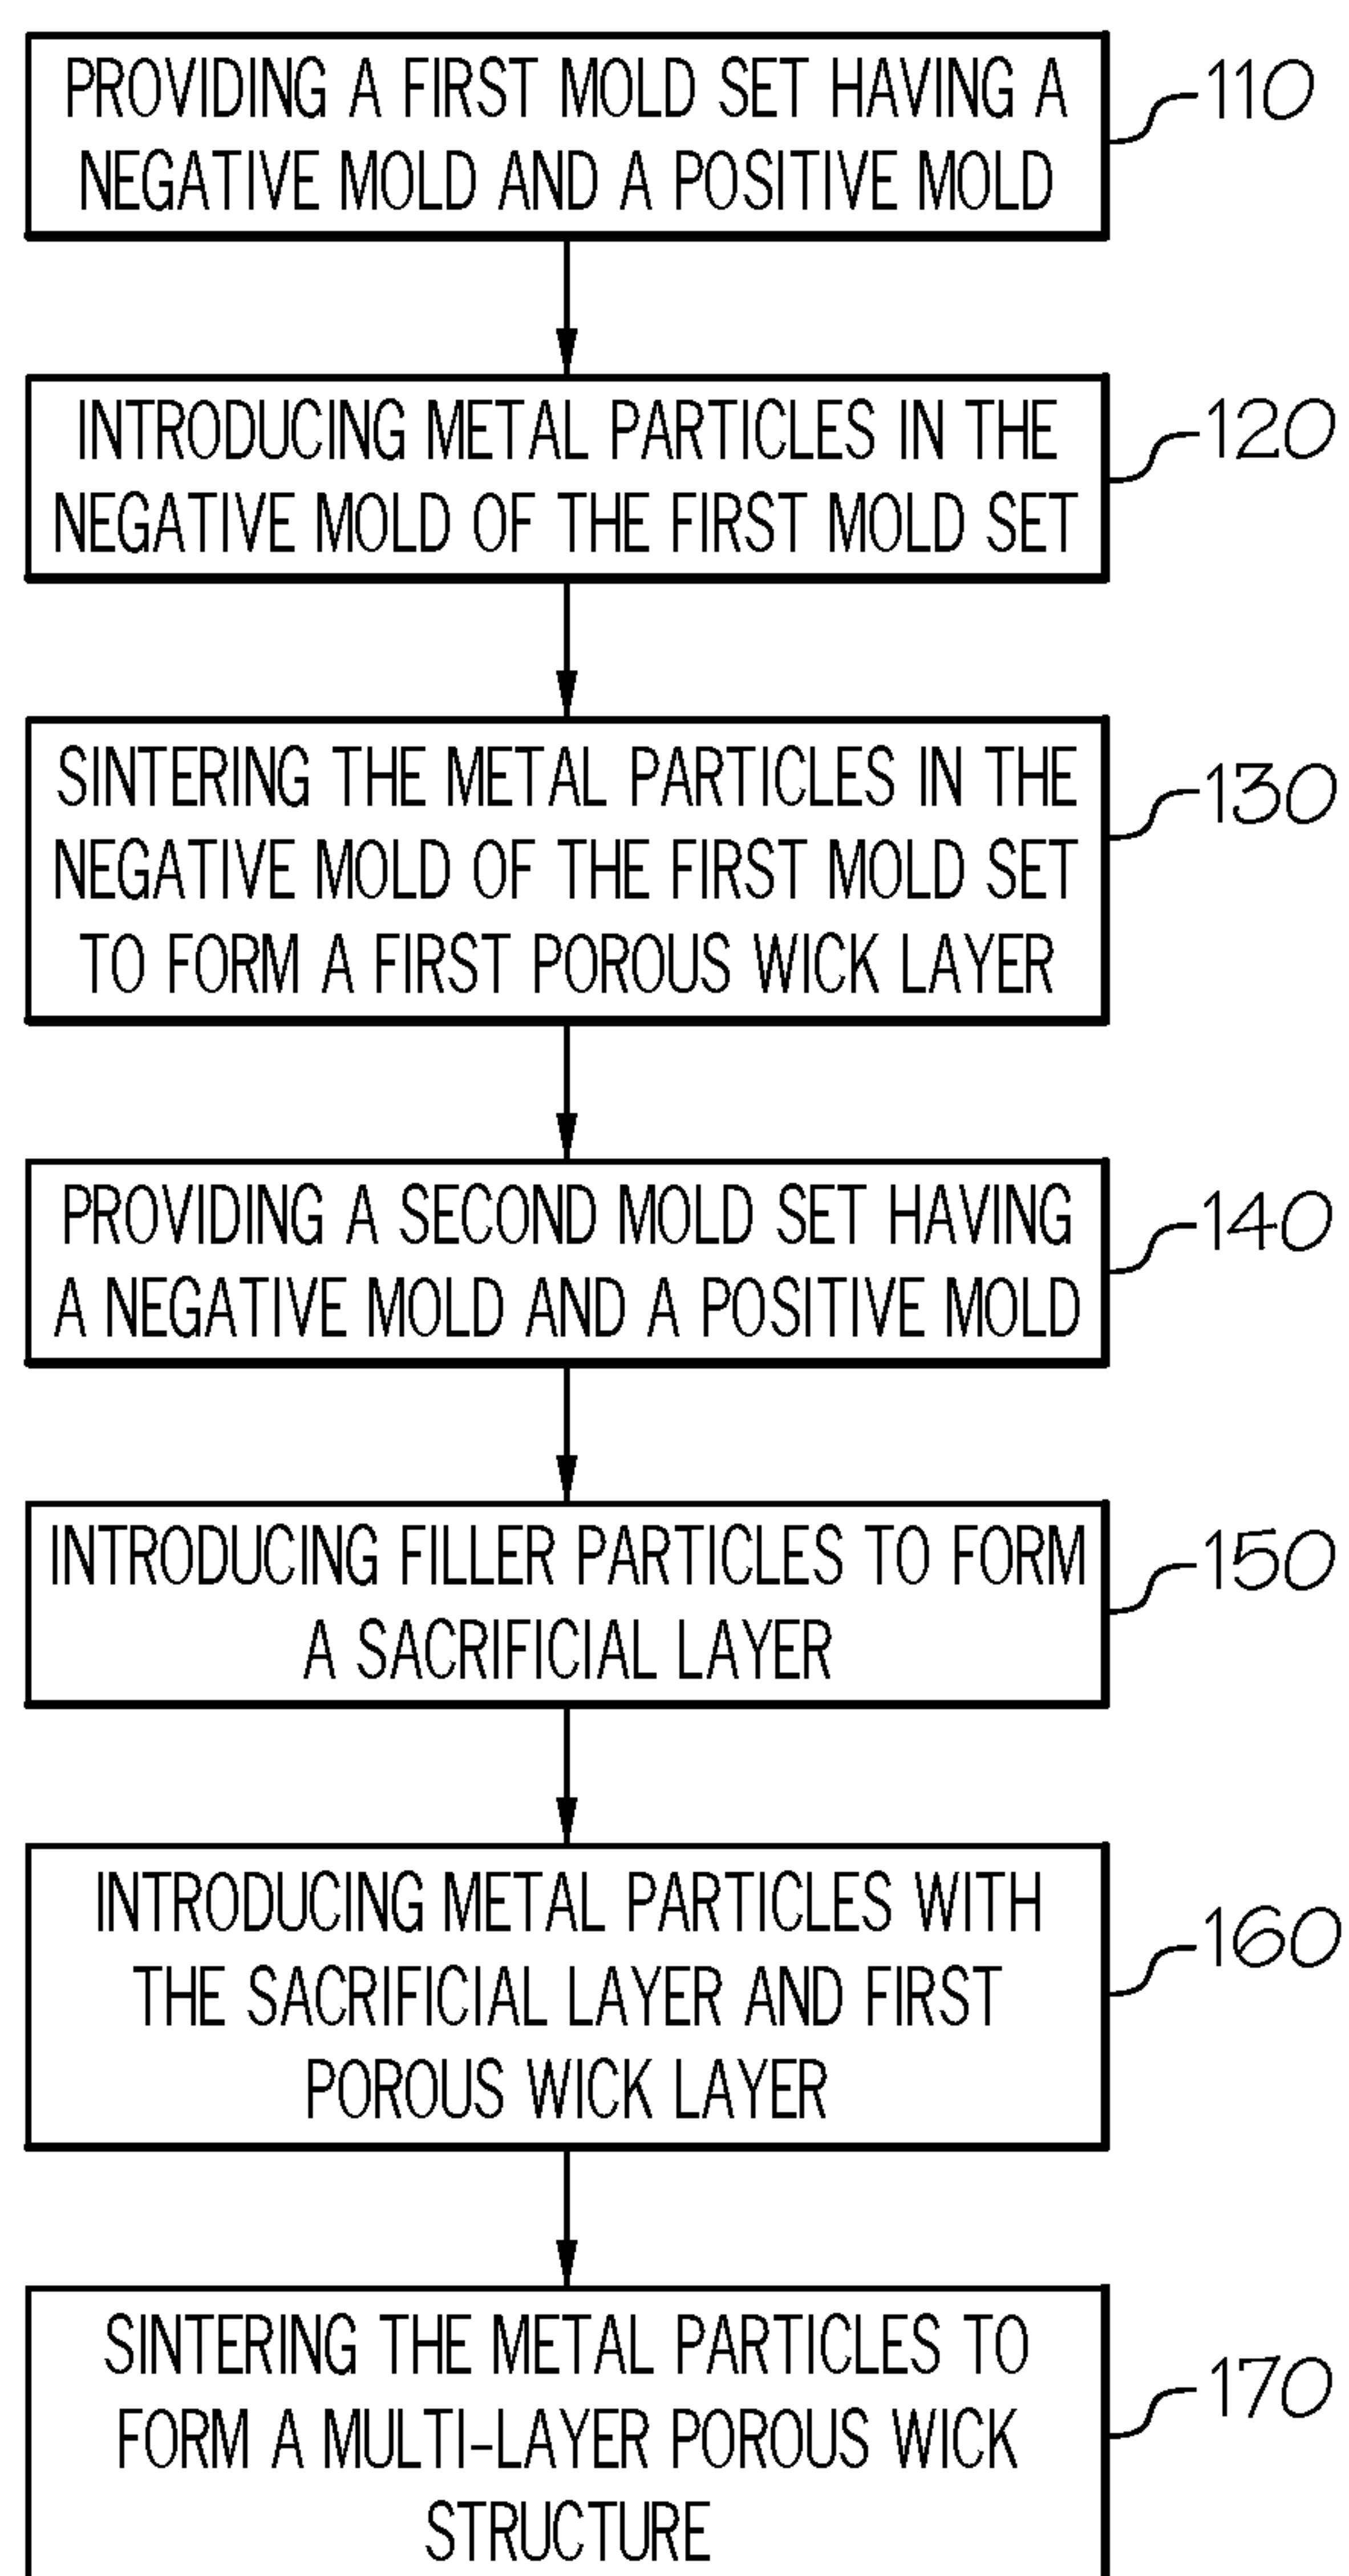 PROVIDING A FIRST MOLD SET HAVING A
NEGATIVE MOLD AND A POSITIVE MOLD
110
INTRODUCING METAL PARTICLES IN THE
NEGATIVE MOLD OF THE FIRST MOLD SET
120
SINTERING THE METAL PARTICLES IN THE
NEGATIVE MOLD OF THE FIRST MOLD SET
TO FORM A FIRST POROUS WICK LAYER
130
PROVIDING A SECOND MOLD SET HAVING
A NEGATIVE MOLD AND A POSITIVE MOLD
140
INTRODUCING FILLER PARTICLES TO FORM
A SACRIFICIAL LAYER
150
INTRODUCING METAL PARTICLES WITH
THE SACRIFICIAL LAYER AND FIRST
POROUS WICK LAYER
160
SINTERING THE METAL PARTICLES TO
FORM A MULTI-LAYER POROUS WICK
STRUCTURE
170